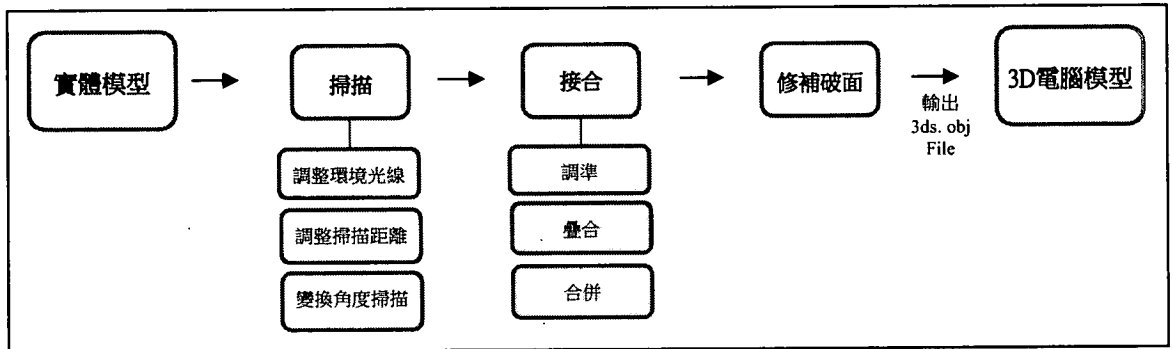 實體模型
掃描
接合
修補破面
輸出
3ds. obj
File
3D電腦模型
調整環境光線
調整掃描距離
變換角度掃描
調準
疊合
合併